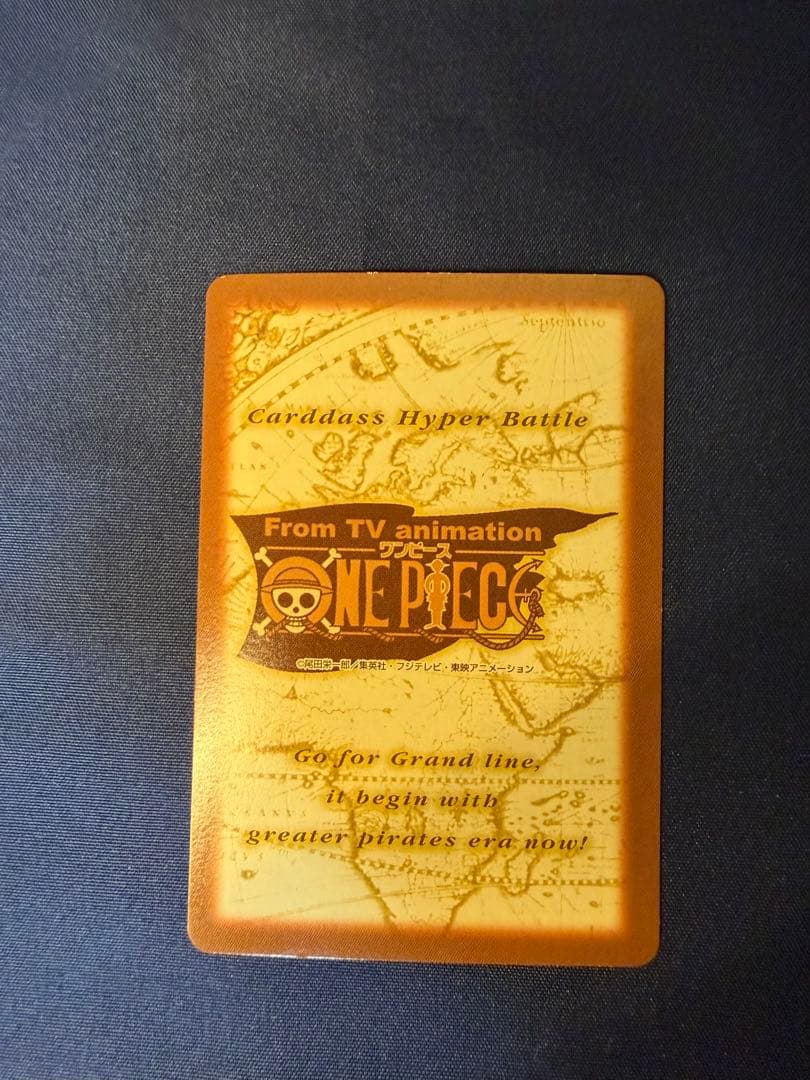 Septentrio
Carddass Hyper Battle
From TV animation
ワンピース
ONE PIECE
©尾田栄一郎／集英社・フジテレビ・東映アニメーション
Go for Grand line,
it begin with
greater pirates era now!